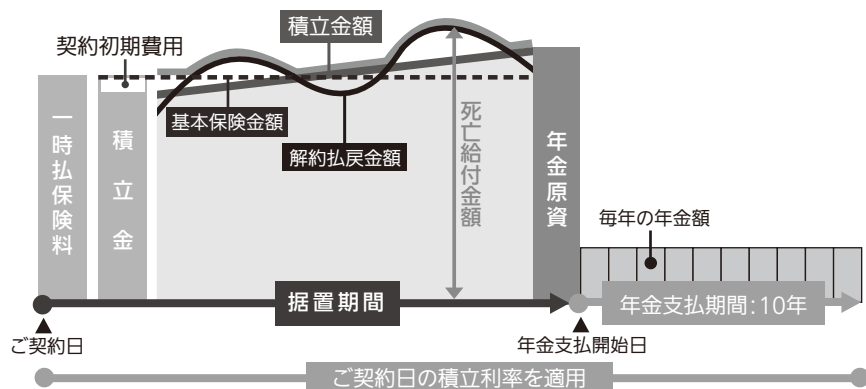 契約初期費用
積立金額
一時払保険料
積立金
基本保険金額
解約払戻金額
死亡給付金額
年金原資
毎年の年金額
据置期間
年金支払期間:10年
ご契約日
年金支払開始日
ご契約日の積立利率を適用